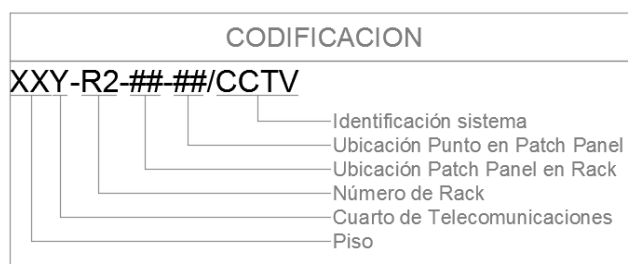 CODIFICACION
XXY-R2-##-##/CCTV
Identificación sistema
Ubicación Punto en Patch Panel
Ubicación Patch Panel en Rack
Número de Rack
Cuarto de Telecomunicaciones
Piso